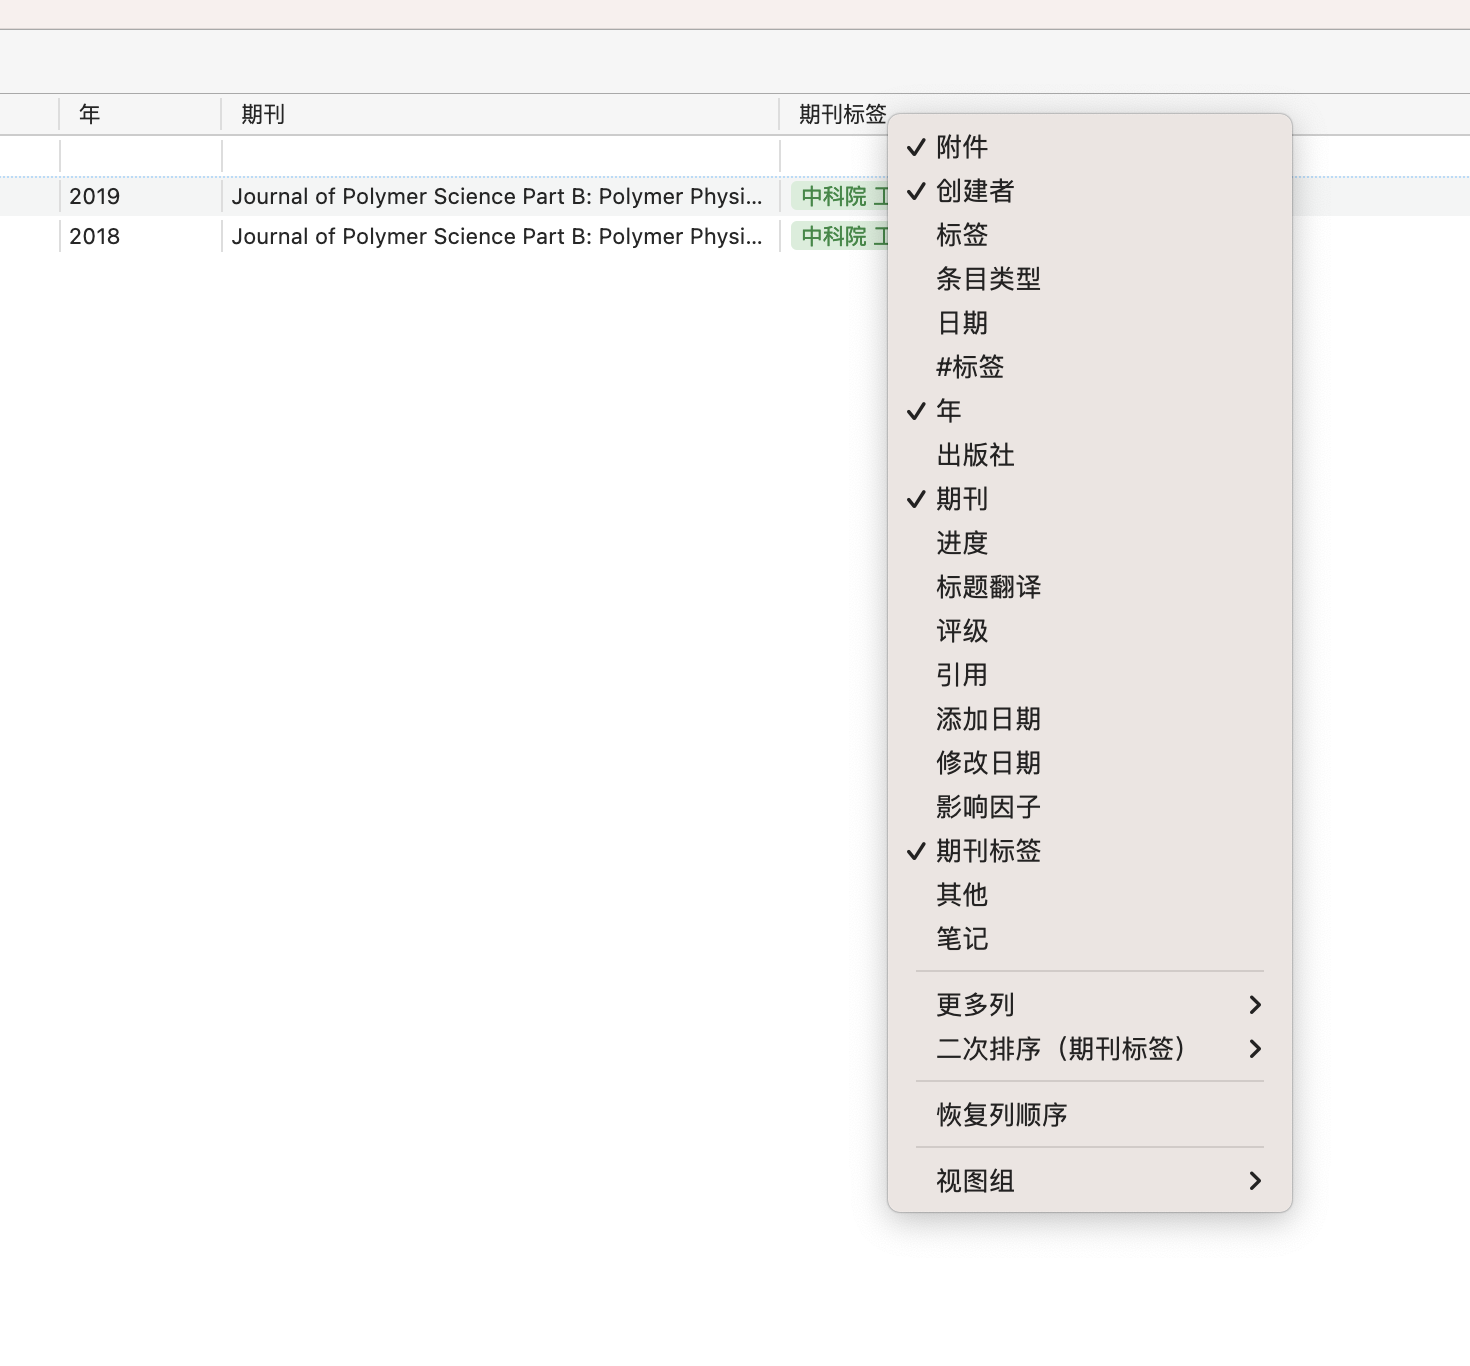 年 期刊 期刊标签
2019 Journal of Polymer Science Part B: Polymer Physi... 中科院 工
2018 Journal of Polymer Science Part B: Polymer Physi... 中科院 工
附件
创建者
标签
条目类型
日期
#标签
年
出版社
期刊
进度
标题翻译
评级
引用
添加日期
修改日期
影响因子
期刊标签
其他
笔记
更多列
二次排序（期刊标签）
恢复列顺序
视图组